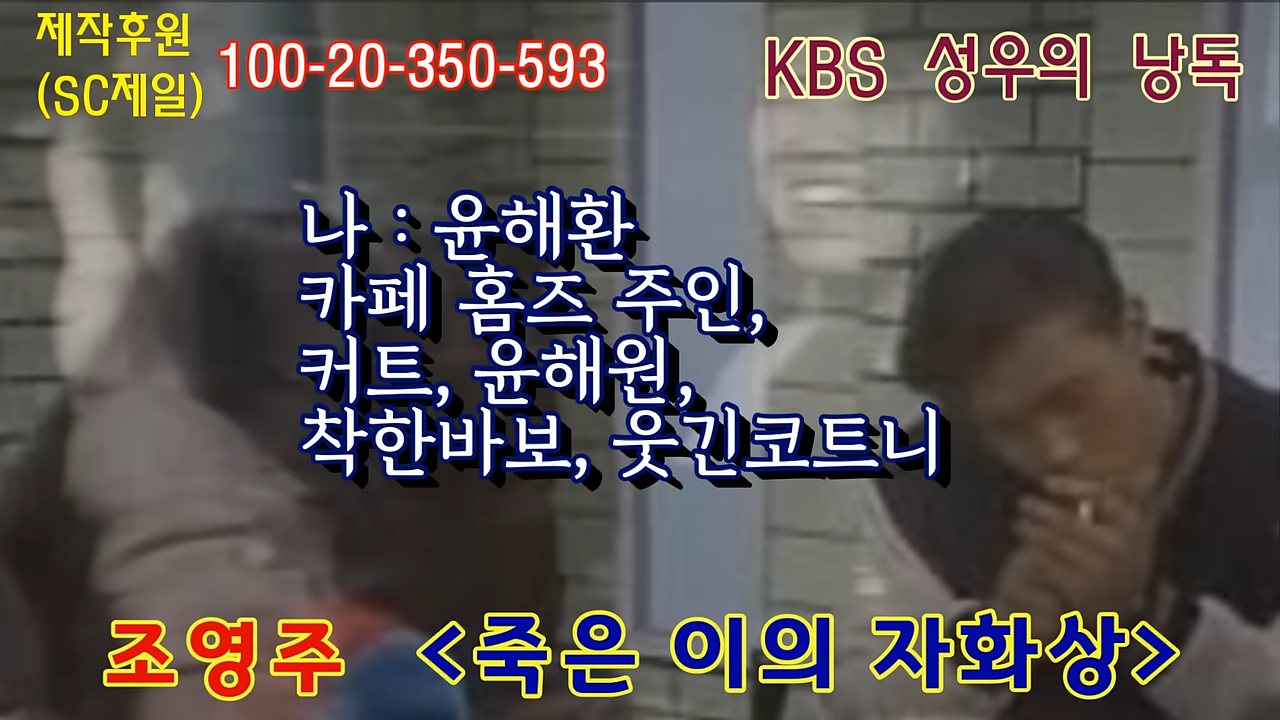 제작후원
(SC제일)
100-20-350-593
KBS 성우의 낭독
나 : 윤해환
카페 홈즈 주인,
커트, 윤해원,
착한바보, 웃긴코트니
조영주 <죽은 이의 자화상>